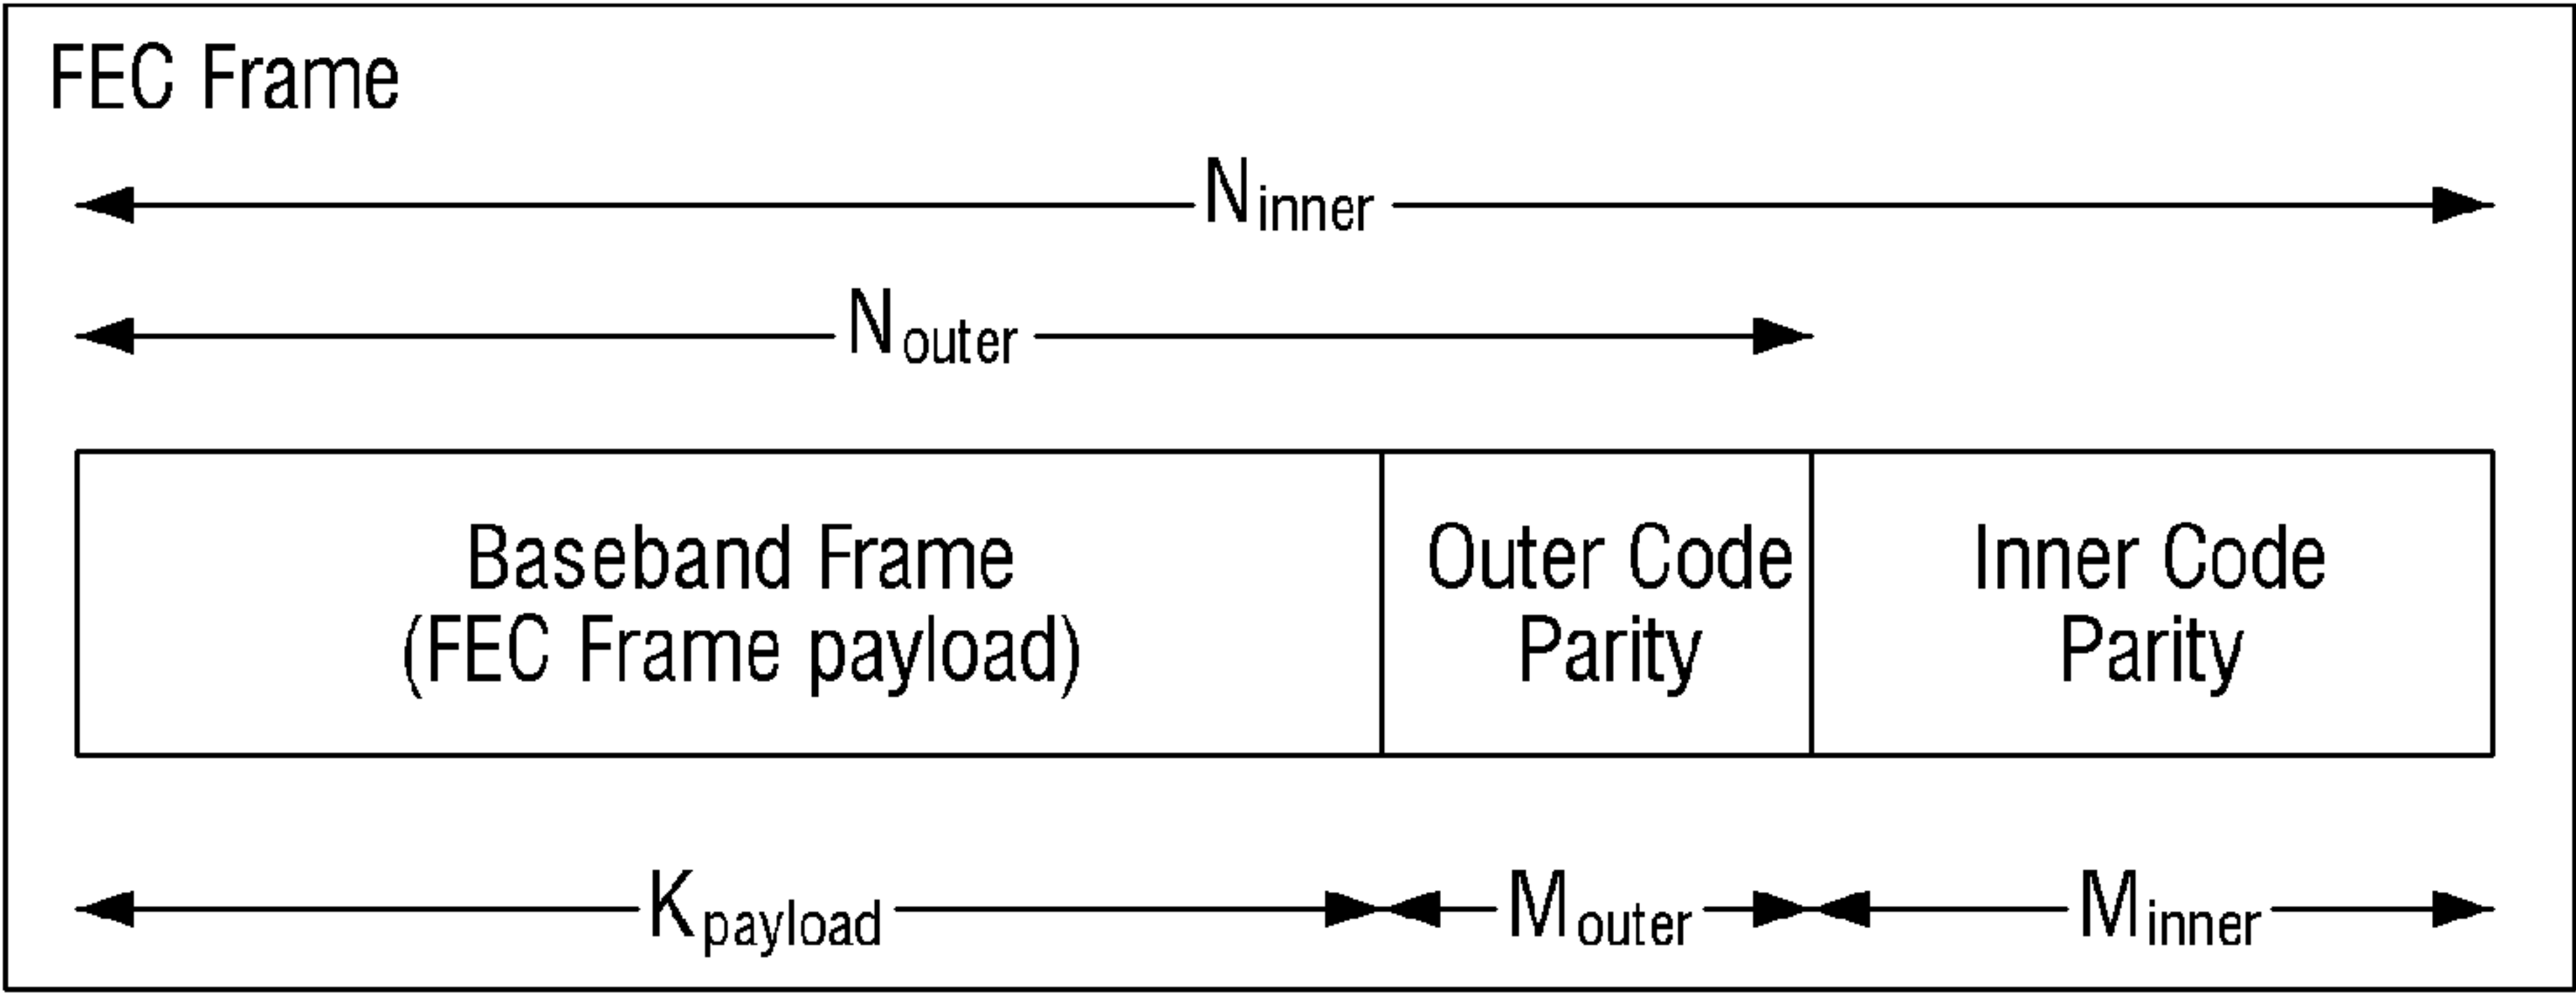 FEC Frame
Ninner
Nouter
Baseband Frame
(FEC Frame payload)
Outer Code
Parity
Inner Code
Parity
Kpayload
Mouter
Minner